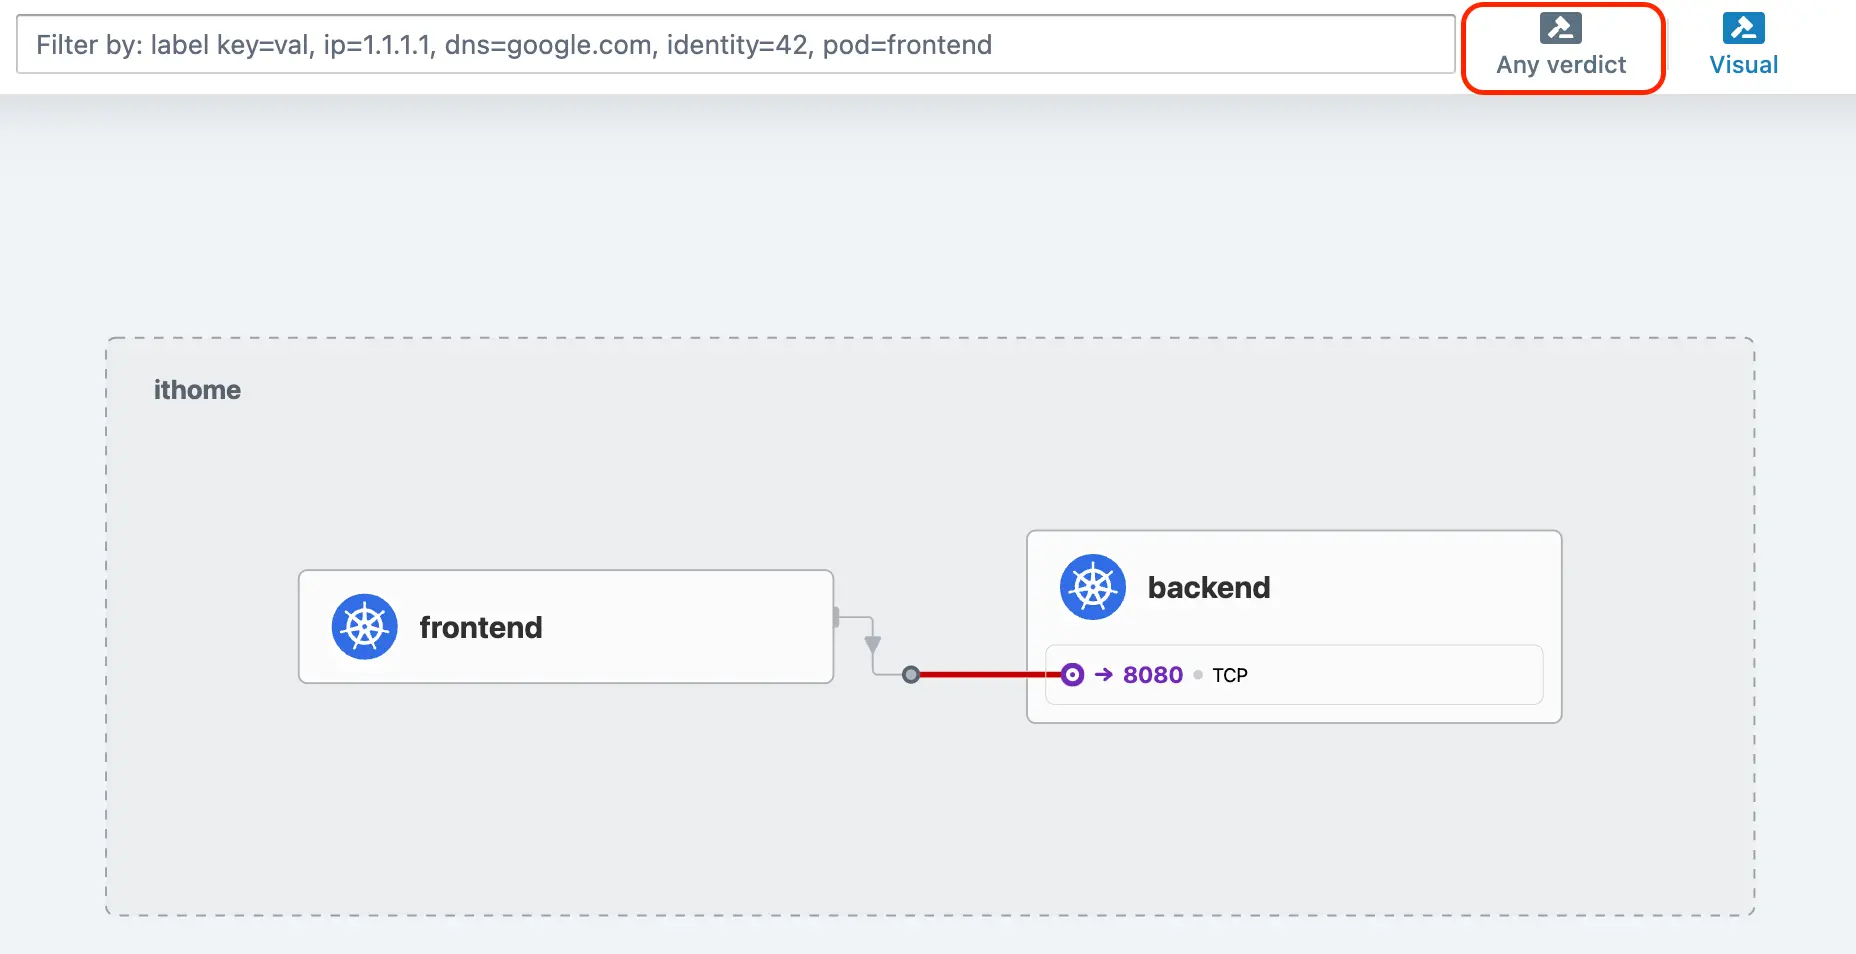 Filter by: label key=val, ip=1.1.1.1, dns=google.com, identity=42, pod=frontend
Any verdict
Visual
ithome
frontend
backend
→ 8080 • TCP